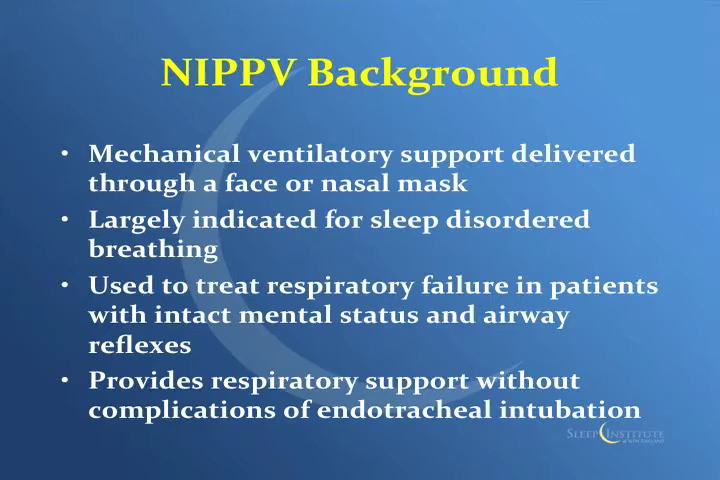 NIPPV Background
• Mechanical ventilatory support delivered
through a face or nasal mask
• Largely indicated for sleep disordered
breathing
• Used to treat respiratory failure in patients
with intact mental status and airway
reflexes
• Provides respiratory support without
complications of endotracheal intubation
SLEEP INSTITUTE
of NEW ENGLAND